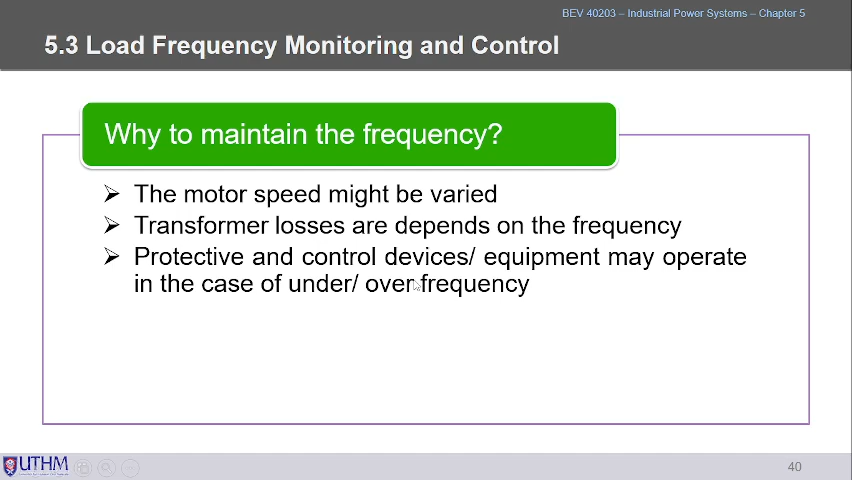 BEV 40203 – Industrial Power Systems – Chapter 5
5.3 Load Frequency Monitoring and Control
Why to maintain the frequency?
➢ The motor speed might be varied
➢ Transformer losses are depends on the frequency
➢ Protective and control devices/ equipment may operate
in the case of under/ over frequency
UTHM
40